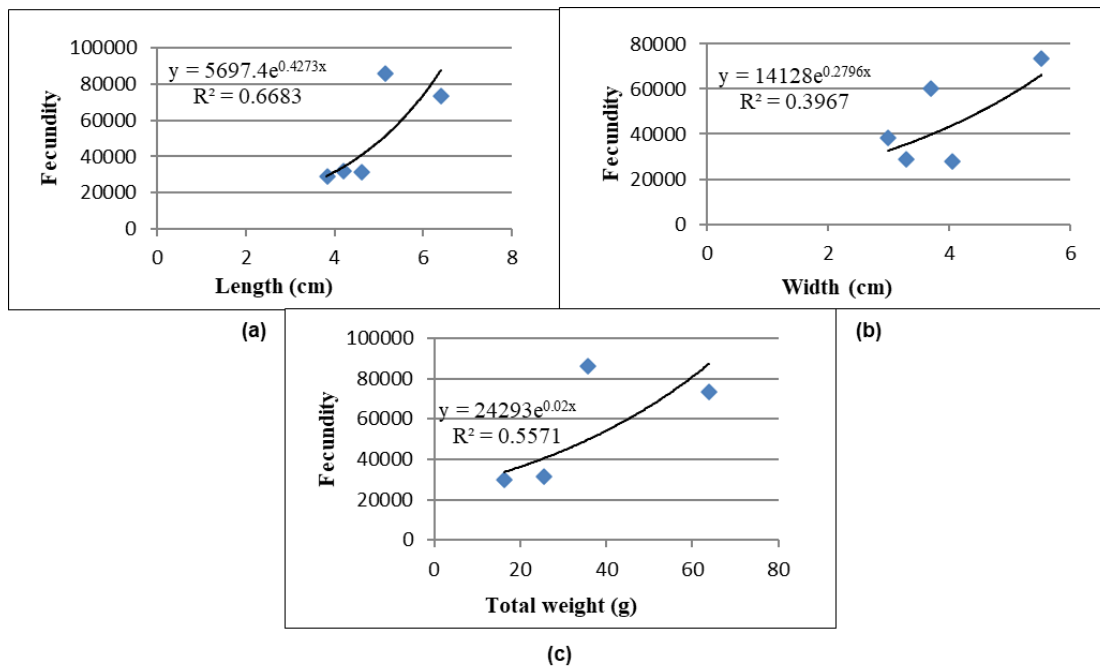 100000
80000
60000
40000
20000
0
Fecundity
y = 5697.4e^0.4273x
R² = 0.6683
0 2 4 6 8
Length (cm)
(a)
80000
60000
40000
20000
0
Fecundity
y = 14128e^0.2796x
R² = 0.3967
0 2 4 6
Width (cm)
(b)
100000
80000
60000
40000
20000
0
Fecundity
y = 24293e^0.02x
R² = 0.5571
0 20 40 60 80
Total weight (g)
(c)